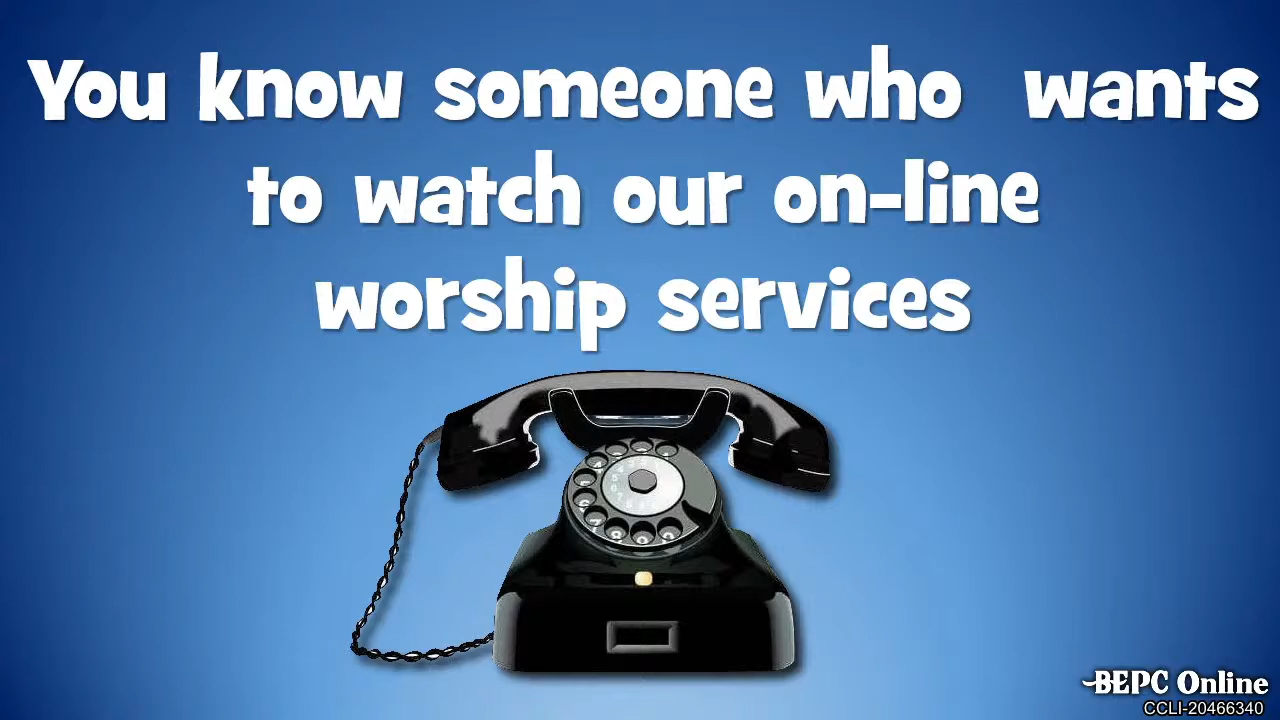 You know someone who wants
to watch our on-line
worship services
BEPC Online
CCLI-20466340